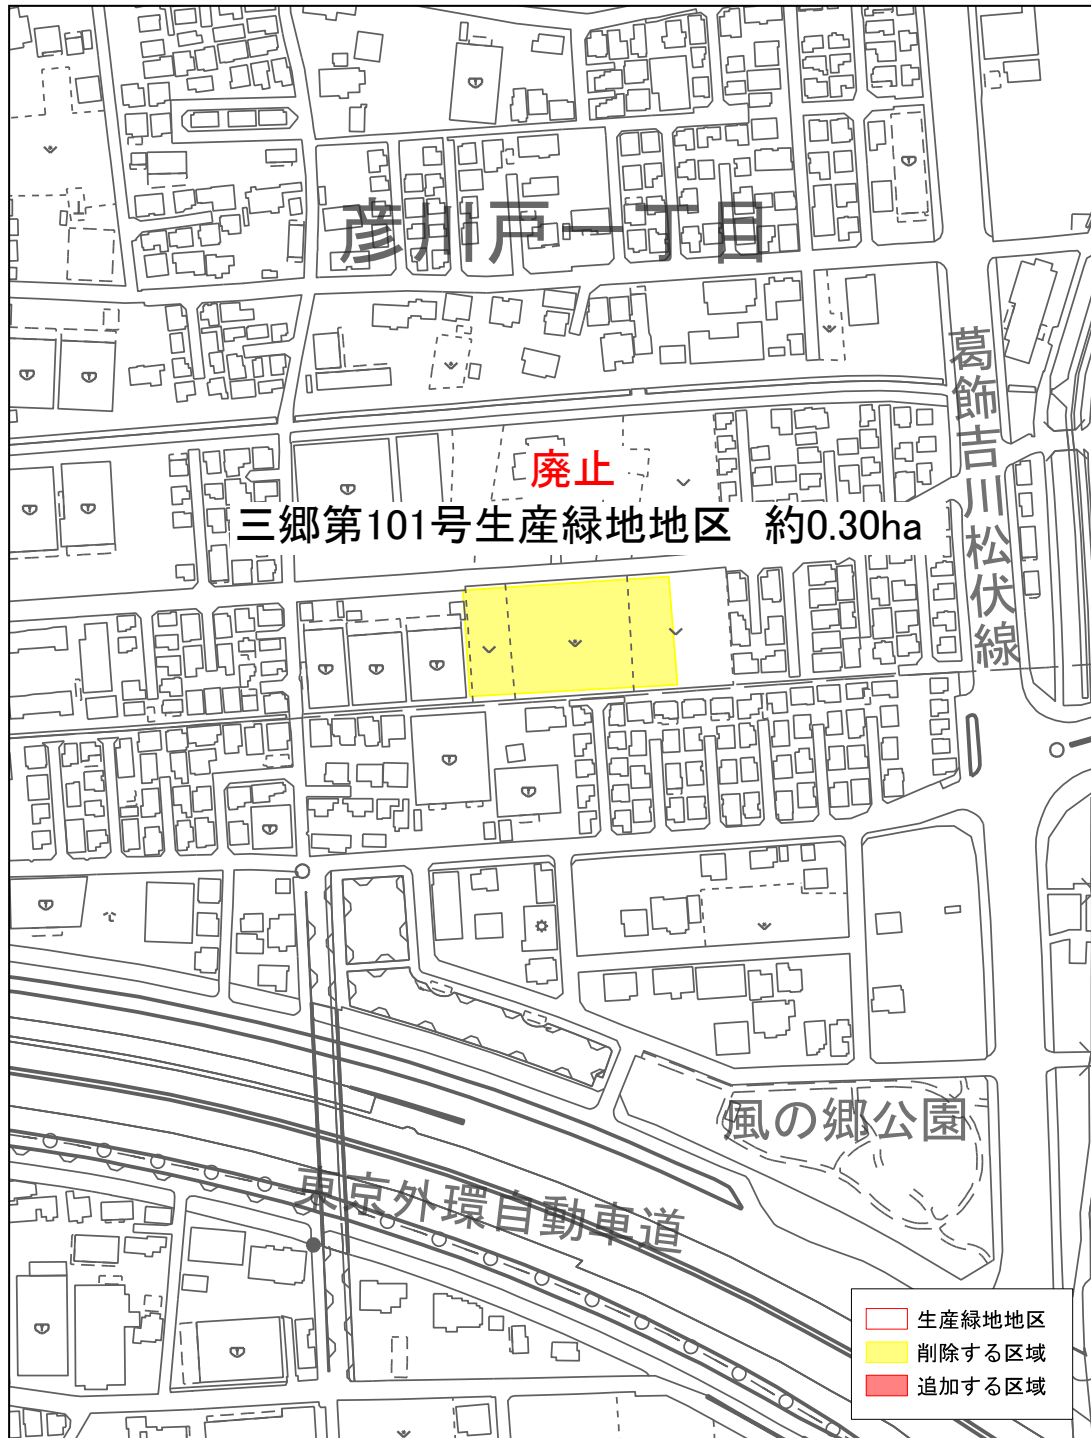 彦川戸一丁目
葛飾吉川松伏線
廃止
三郷第101号生産緑地地区　約0.30ha
風の郷公園
東京外環自動車道
生産緑地地区
削除する区域
追加する区域